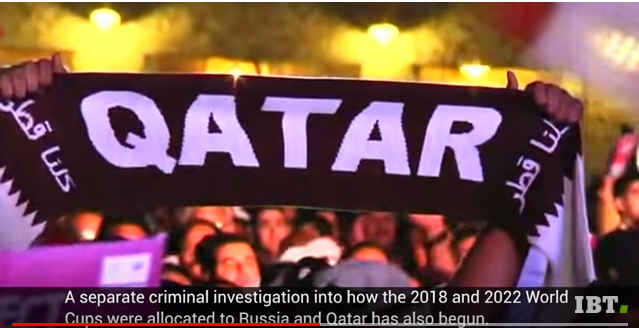 QATAR
كلنا قطر
كلنا قطر
A separate criminal investigation into how the 2018 and 2022 World
Cups were allocated to Russia and Qatar has also begun.
IBT.